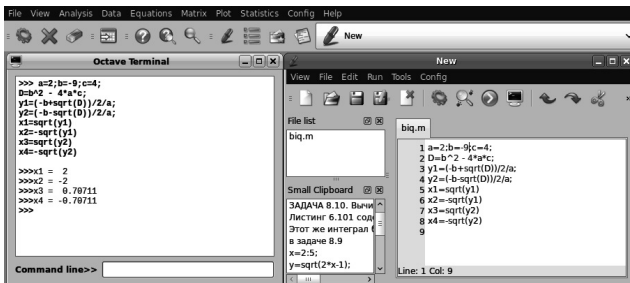 File View Analysis Data Equations Matrix Plot Statistics Config Help
New
Octave Terminal
>>> a=2;b=-9;c=4;
D=b^2 - 4*a*c;
y1=(-b+sqrt(D))/2/a;
y2=(-b-sqrt(D))/2/a;
x1=sqrt(y1)
x2=-sqrt(y1)
x3=sqrt(y2)
x4=-sqrt(y2)
>>>x1 = 2
>>>x2 = -2
>>>x3 = 0.70711
>>>x4 = -0.70711
>>>
Command line>>
New
View File Edit Run Tools Config
File list
biq.m
Small Clipboard
ЗАДАЧА 8.10. Вычи
Листинг 6.101 соде
Этот же интеграл
в задаче 8.9
x=2:5;
y=sqrt(2*x-1);
biq.m
1 a=2;b=-9;c=4;
2 D=b^2 - 4*a*c;
3 y1=(-b+sqrt(D))/2/a;
4 y2=(-b-sqrt(D))/2/a;
5 x1=sqrt(y1)
6 x2=-sqrt(y1)
7 x3=sqrt(y2)
8 x4=-sqrt(y2)
9
Line: 1 Col: 9